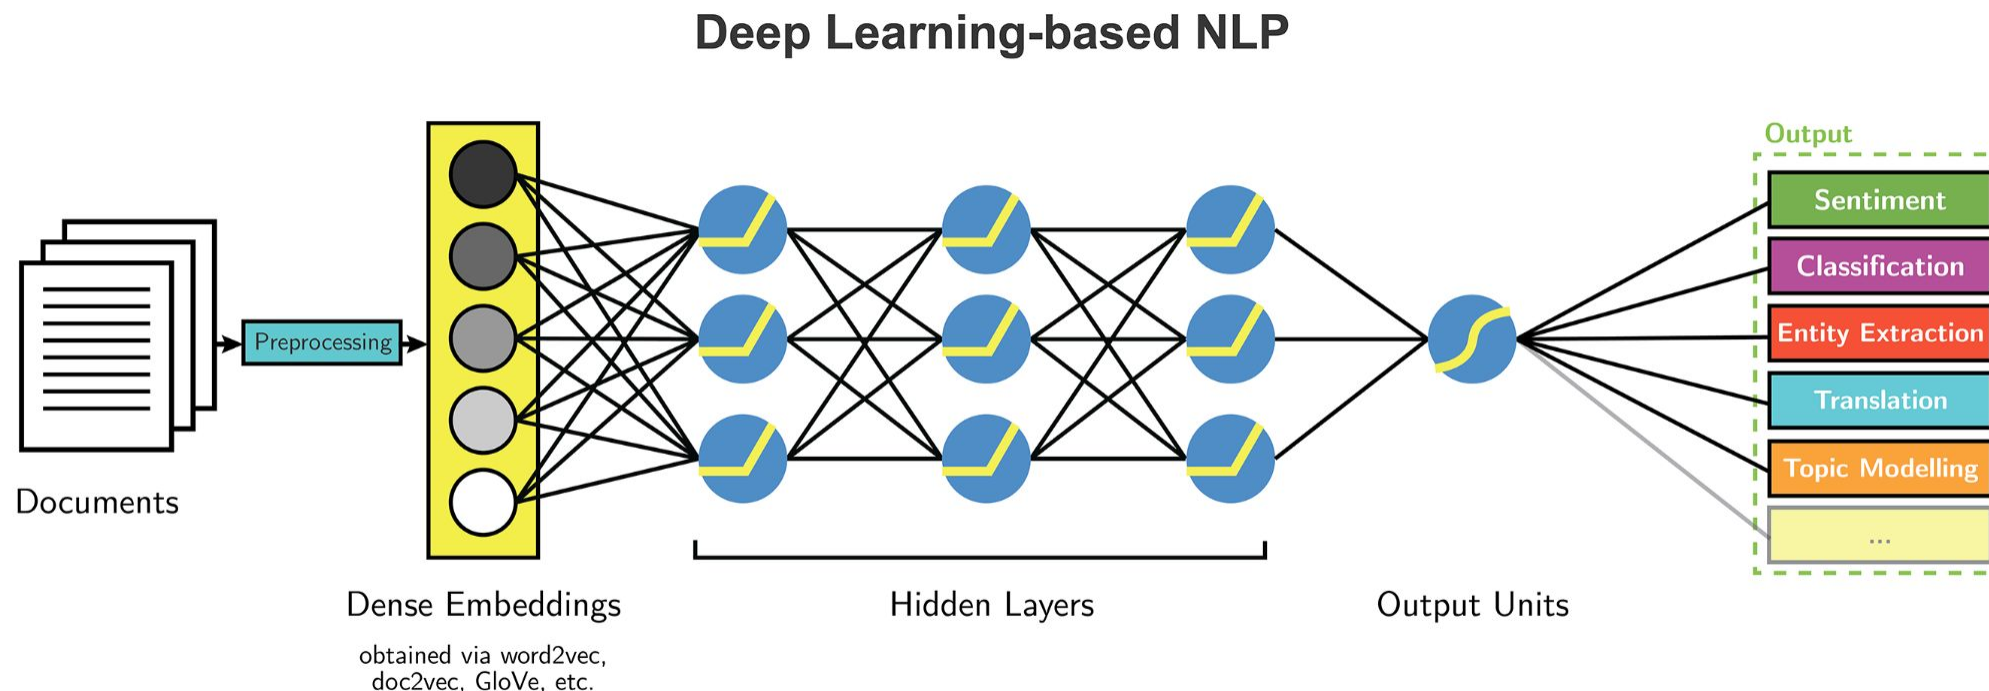 Deep Learning-based NLP
Documents
Preprocessing
Dense Embeddings
obtained via word2vec,
doc2vec, GloVe, etc.
Hidden Layers
Output Units
Output
Sentiment
Classification
Entity Extraction
Translation
Topic Modelling
...